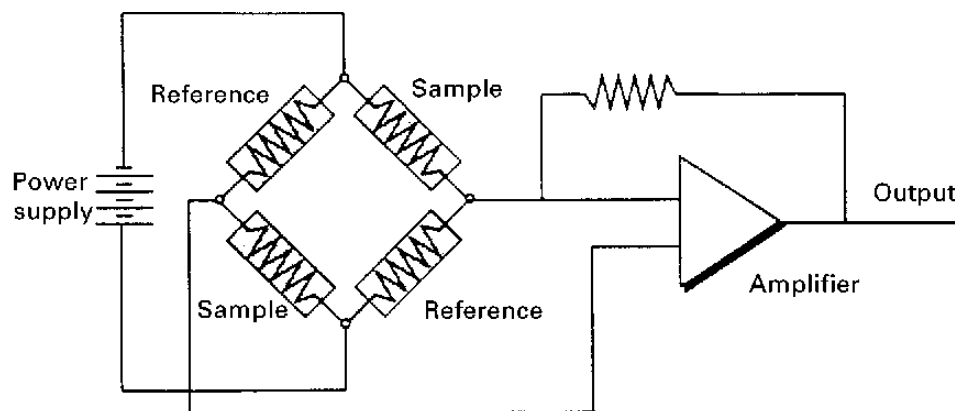 Reference
Sample
Power
supply
Output
Sample
Reference
Amplifier